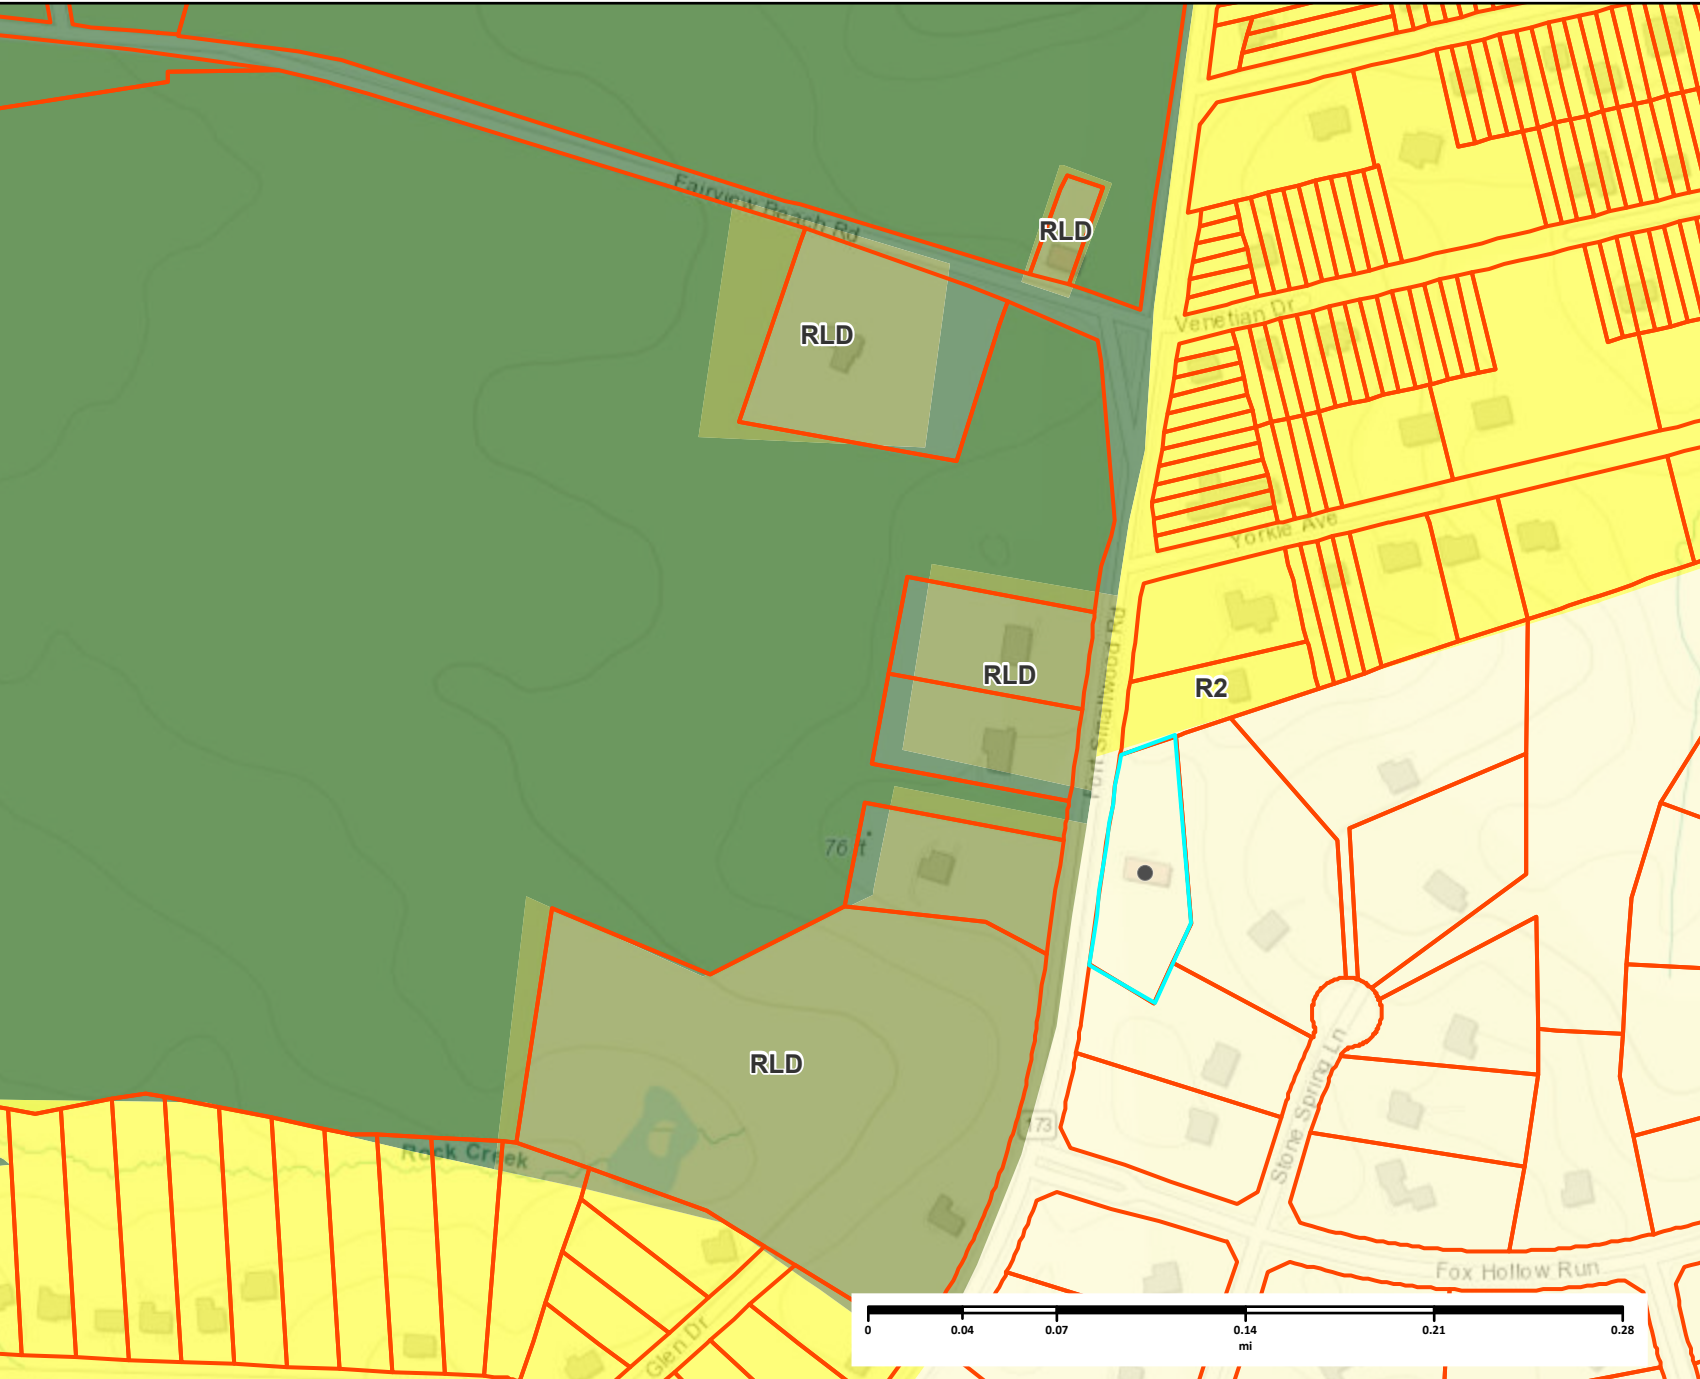 Fairview Beach Rd
RLD
Venetian Dr
RLD
Yorkie Ave
Fort Smallwood Rd
RLD
R2
76 ft
RLD
173
Stone Spring Ln
Rock Creek
Fox Hollow Run
Glen Dr
0 0.04 0.07 0.14 0.21 0.28
mi